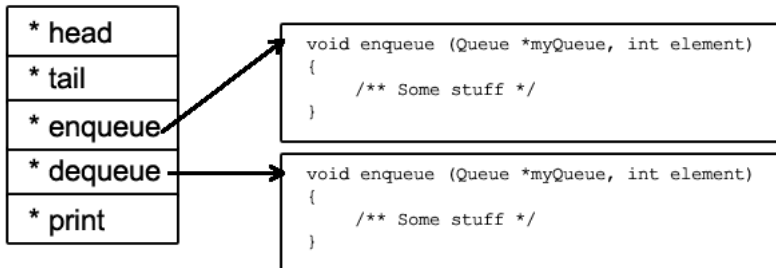 * head
* tail
* enqueue
* dequeue
* print
void enqueue (Queue *myQueue, int element)
{
/** Some stuff */
}
void enqueue (Queue *myQueue, int element)
{
/** Some stuff */
}